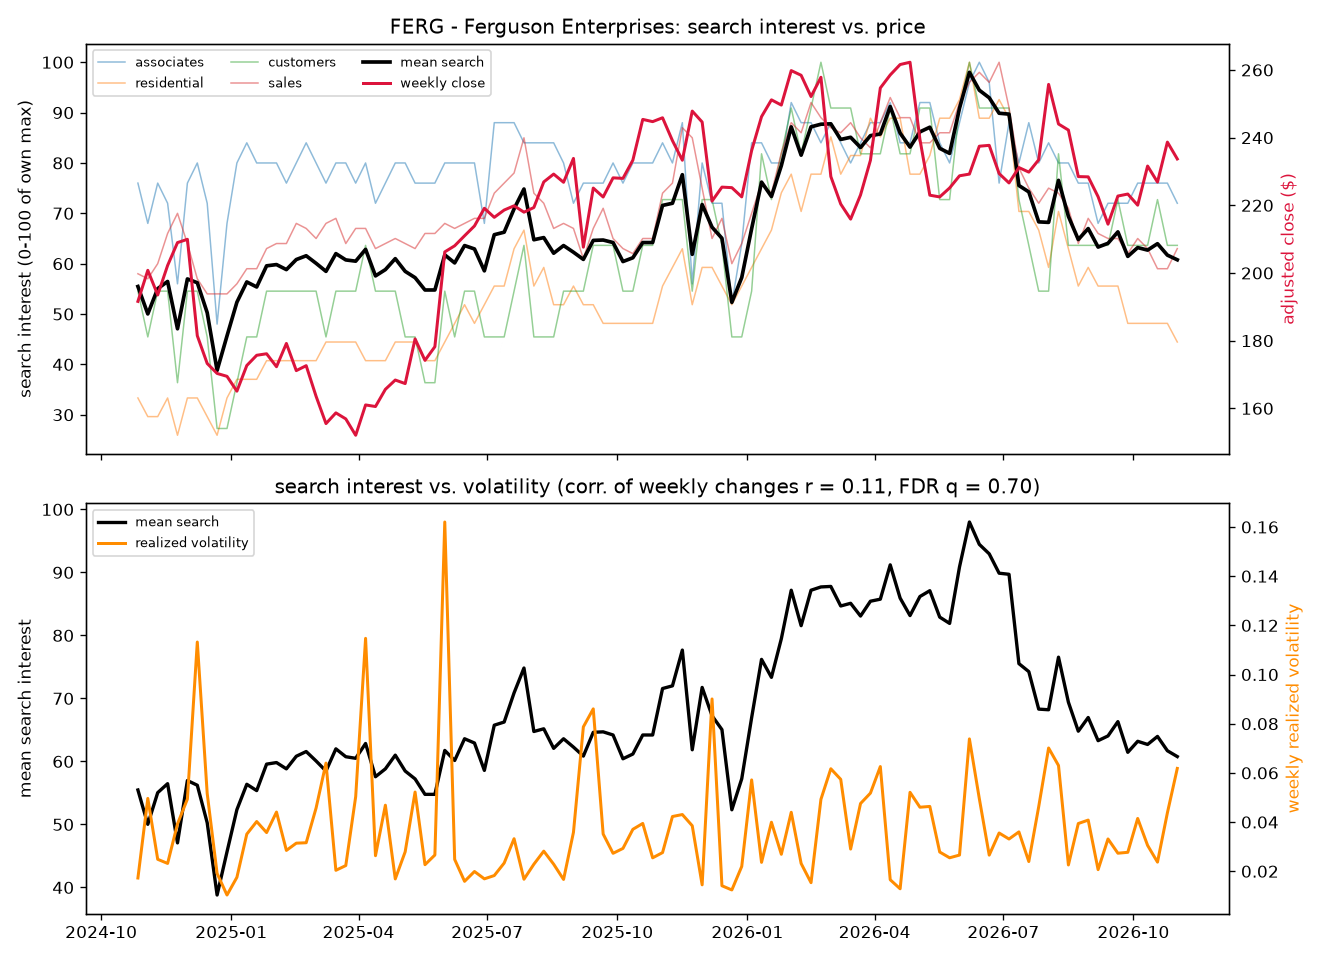 FERG - Ferguson Enterprises: search interest vs. price
associates
residential
customers
sales
mean search
weekly close
search interest (0-100 of own max)
100
90
80
70
60
50
40
30
adjusted close ($)
260
240
220
200
180
160
search interest vs. volatility (corr. of weekly changes r = 0.11, FDR q = 0.70)
mean search
realized volatility
mean search interest
100
90
80
70
60
50
40
weekly realized volatility
0.16
0.14
0.12
0.10
0.08
0.06
0.04
0.02
2024-10 2025-01 2025-04 2025-07 2025-10 2026-01 2026-04 2026-07 2026-10